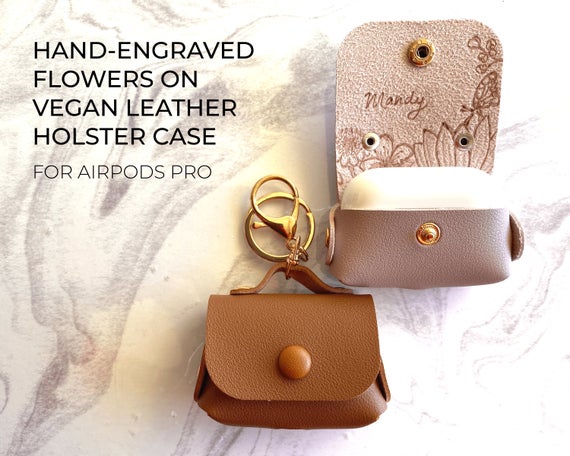 HAND-ENGRAVED
FLOWERS ON
VEGAN LEATHER
HOLSTER CASE
FOR AIRPODS PRO
Mandy